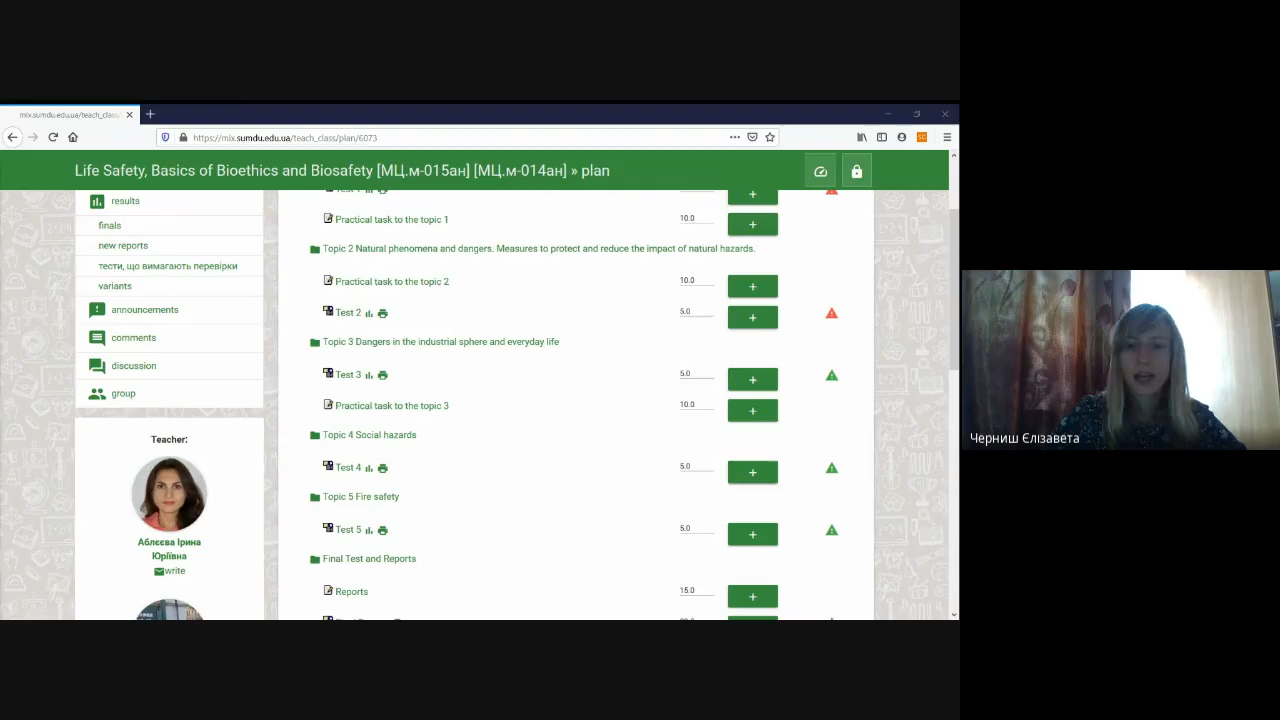 mix.sumdu.edu.ua/teach_class/
https://mix.sumdu.edu.ua/teach_class/plan/6073
Life Safety, Basics of Bioethics and Biosafety [МЦ.м-015ан] [МЦ.м-014ан] » plan
results
finals
new reports
тести, що вимагають перевірки
variants
announcements
comments
discussion
group
Teacher:
Аблєєва Ірина
Юріївна
write
Practical task to the topic 1 10.0 +
Topic 2 Natural phenomena and dangers. Measures to protect and reduce the impact of natural hazards.
Practical task to the topic 2 10.0 +
Test 2 5.0 +
Topic 3 Dangers in the industrial sphere and everyday life
Test 3 5.0 +
Practical task to the topic 3 10.0 +
Topic 4 Social hazards
Test 4 5.0 +
Topic 5 Fire safety
Test 5 5.0 +
Final Test and Reports
Reports 15.0 +
Черниш Єлізавета